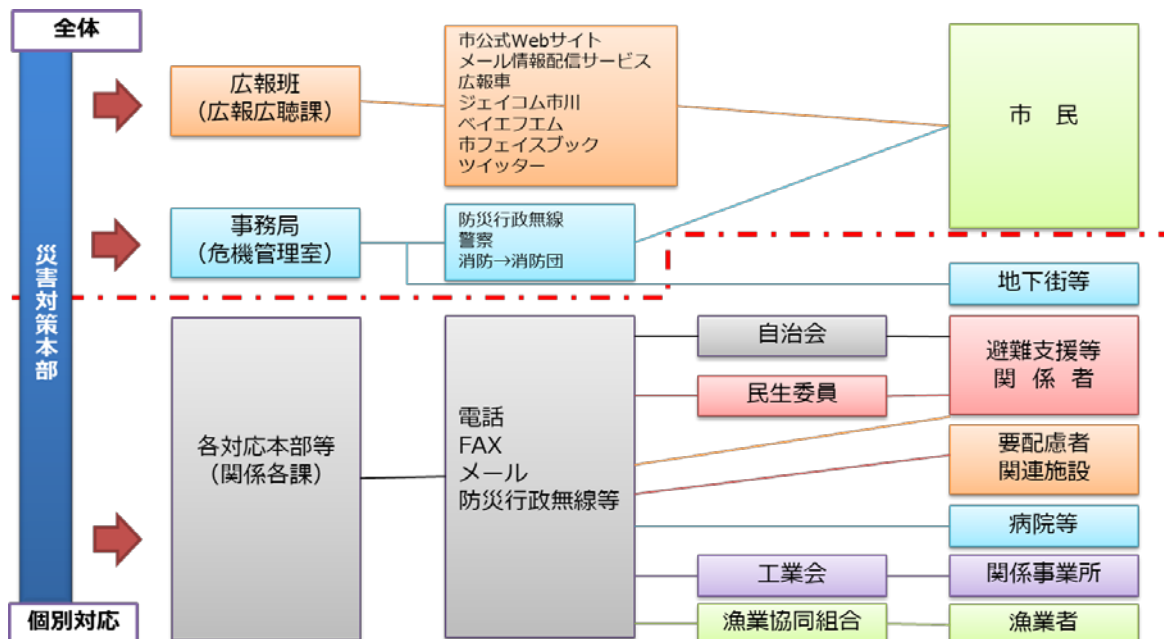 全体
災害対策本部
個別対応
広報班
（広報広聴課）
市公式Webサイト
メール情報配信サービス
広報車
ジェイコム市川
ベイエフエム
市フェイスブック
ツイッター
市　民
事務局
（危機管理室）
防災行政無線
警察
消防→消防団
地下街等
各対応本部等
（関係各課）
電話
FAX
メール
防災行政無線等
自治会
民生委員
避難支援等
関　係　者
要配慮者
関連施設
病院等
工業会
関係事業所
漁業協同組合
漁業者